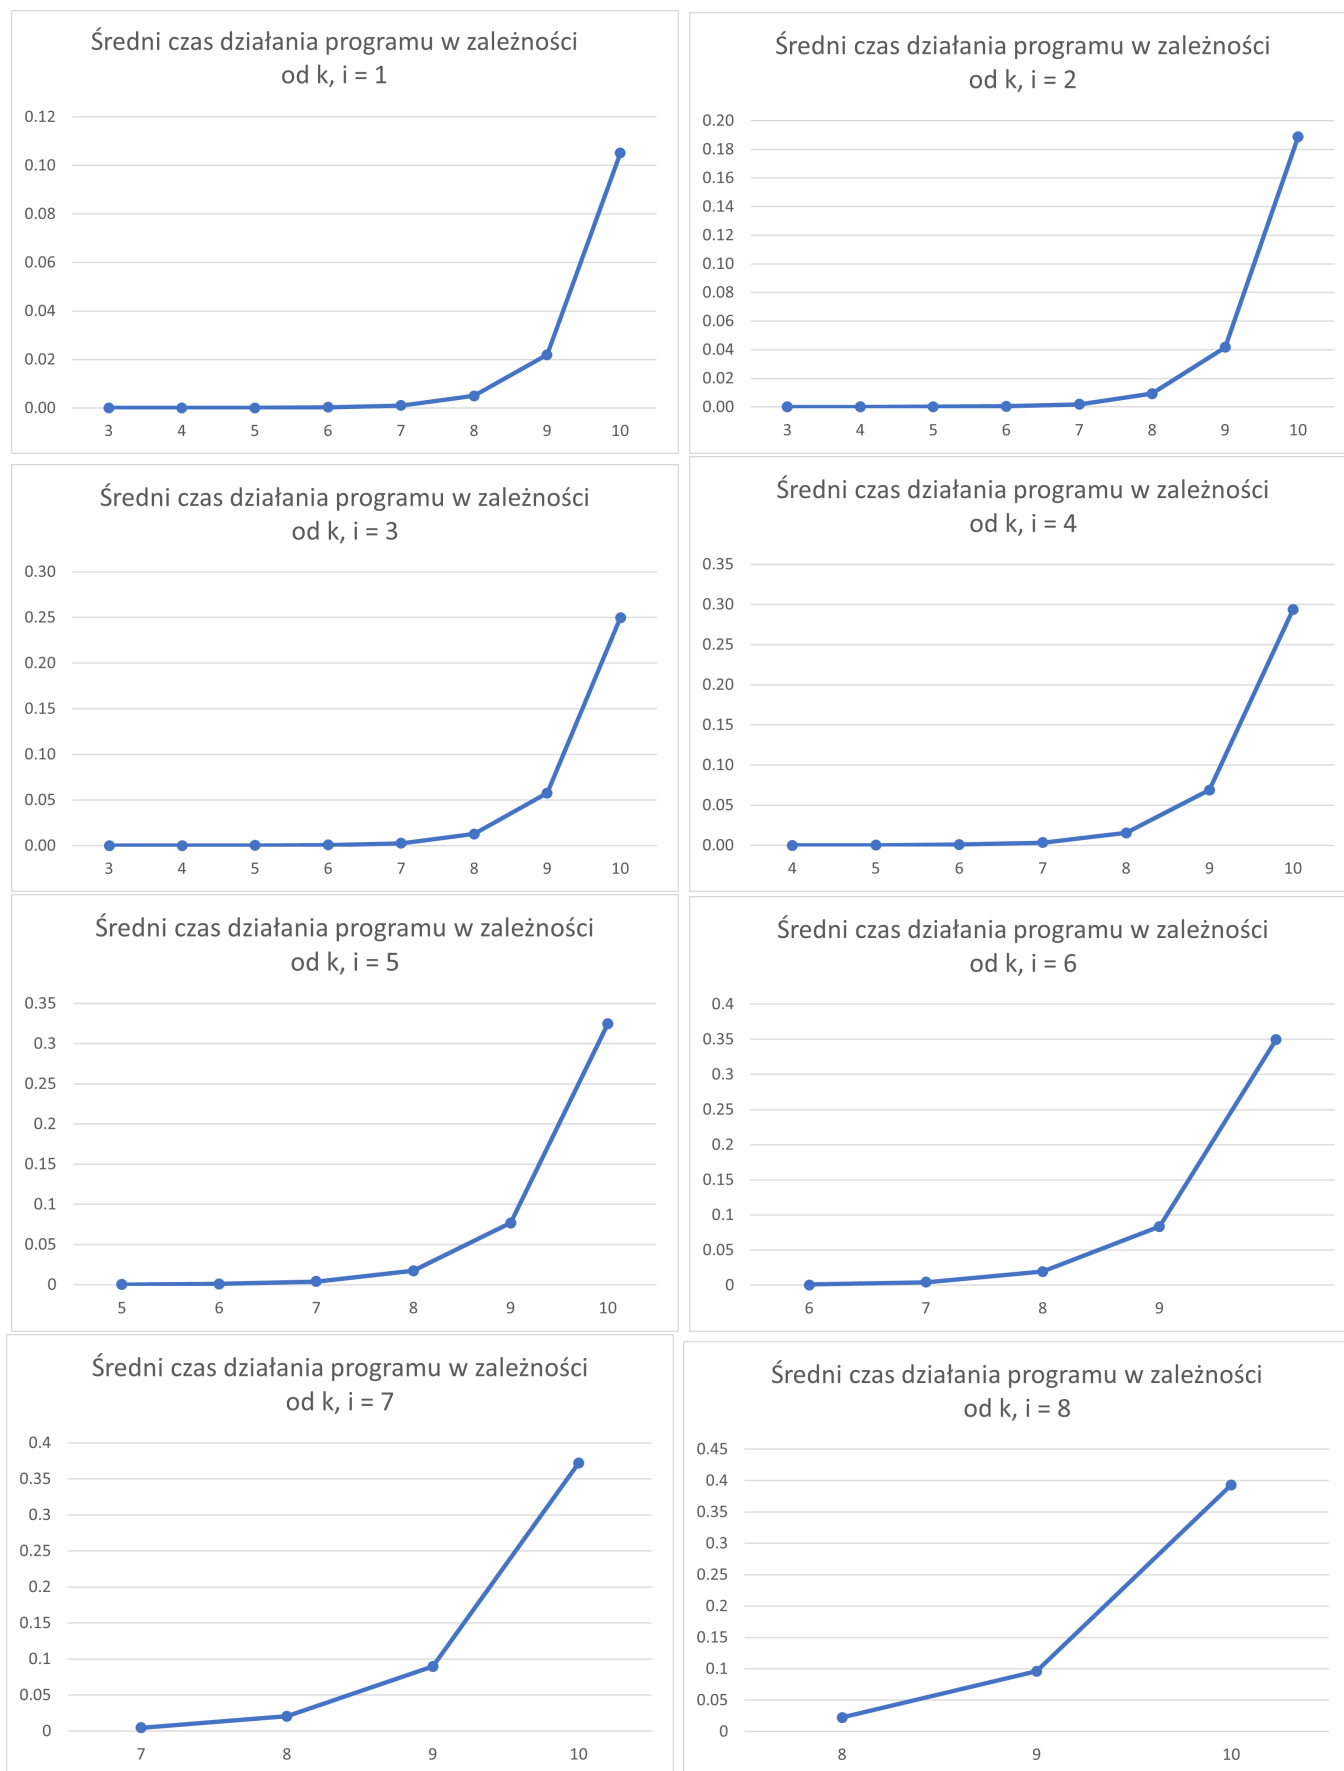 Średni czas działania programu w zależności
od k, i = 1
0.12
0.10
0.08
0.06
0.04
0.02
0.00
3 4 5 6 7 8 9 10
Średni czas działania programu w zależności
od k, i = 2
0.20
0.18
0.16
0.14
0.12
0.10
0.08
0.06
0.04
0.02
0.00
3 4 5 6 7 8 9 10
Średni czas działania programu w zależności
od k, i = 3
0.30
0.25
0.20
0.15
0.10
0.05
0.00
3 4 5 6 7 8 9 10
Średni czas działania programu w zależności
od k, i = 4
0.35
0.30
0.25
0.20
0.15
0.10
0.05
0.00
4 5 6 7 8 9 10
Średni czas działania programu w zależności
od k, i = 5
0.35
0.3
0.25
0.2
0.15
0.1
0.05
0
5 6 7 8 9 10
Średni czas działania programu w zależności
od k, i = 6
0.4
0.35
0.3
0.25
0.2
0.15
0.1
0.05
0
6 7 8 9
Średni czas działania programu w zależności
od k, i = 7
0.4
0.35
0.3
0.25
0.2
0.15
0.1
0.05
0
7 8 9 10
Średni czas działania programu w zależności
od k, i = 8
0.45
0.4
0.35
0.3
0.25
0.2
0.15
0.1
0.05
0
8 9 10